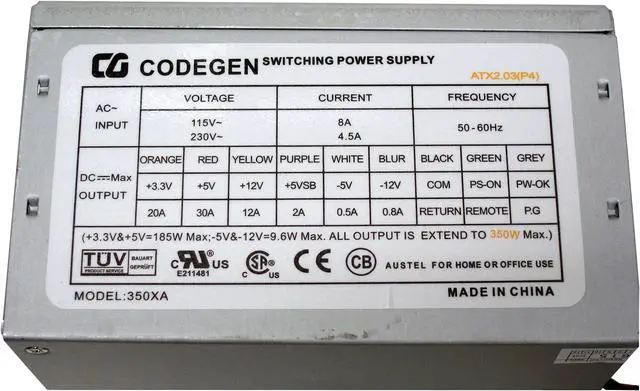 CG CODEGEN SWITCHING POWER SUPPLY
ATX2.03(P4)
AC~ INPUT VOLTAGE CURRENT FREQUENCY
115V~ 8A
230V~ 4.5A
50-60Hz
DC Max OUTPUT ORANGE RED YELLOW PURPLE WHITE BLUR BLACK GREEN GREY
+3.3V +5V +12V +5VSB -5V -12V COM PS-ON PW-OK
20A 30A 12A 2A 0.5A 0.8A RETURN REMOTE P.G
(+3.3V&+5V=185W Max;-5V&-12V=9.6W Max. ALL OUTPUT IS EXTEND TO 350W Max.)
TÜV BAUART GEPRÜFT
PRODUCT SERVICE
c RU US E211481
C SA US
CE
CB
AUSTEL FOR HOME OR OFFICE USE
MODEL:350XA
MADE IN CHINA